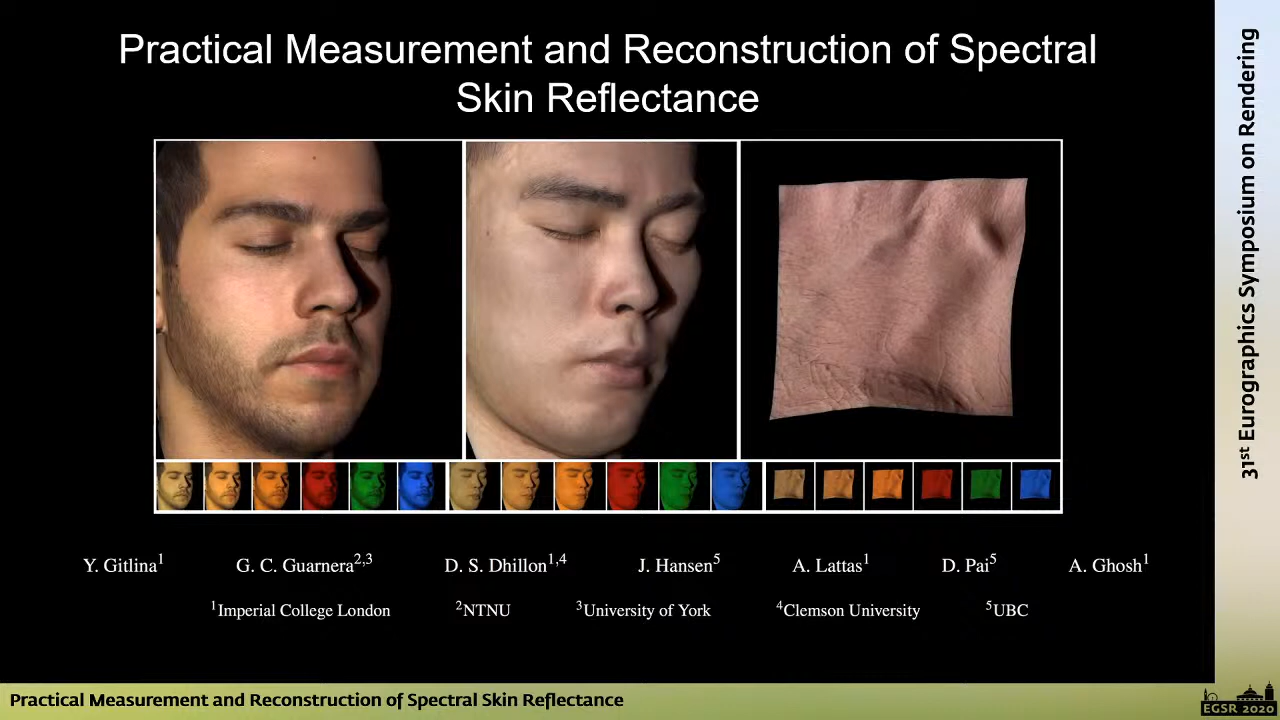 Practical Measurement and Reconstruction of Spectral
Skin Reflectance
Y. Gitlina1 G. C. Guarnera2,3 D. S. Dhillon1,4 J. Hansen5 A. Lattas1 D. Pai5 A. Ghosh1
1Imperial College London 2NTNU 3University of York 4Clemson University 5UBC
31st Eurographics Symposium on Rendering
Practical Measurement and Reconstruction of Spectral Skin Reflectance
EGSR 2020